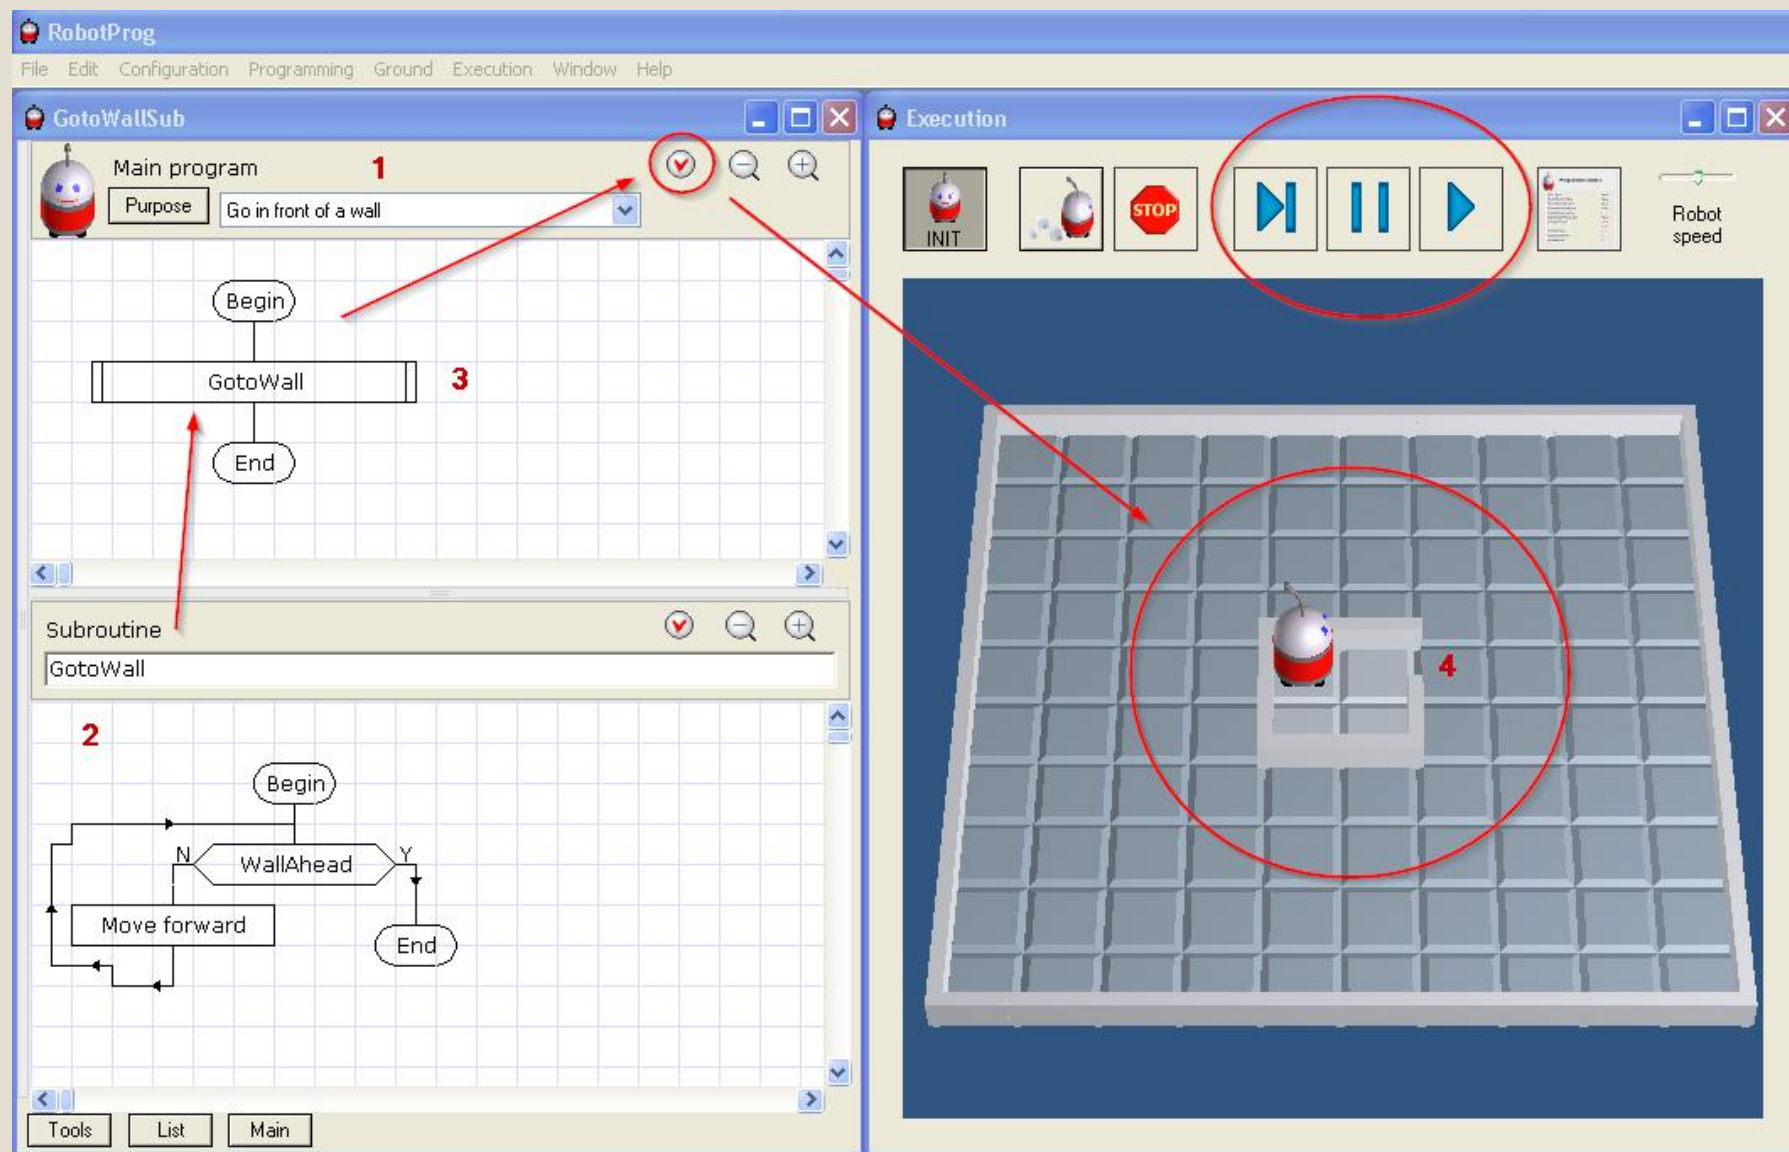 RobotProg
File Edit Configuration Programming Ground Execution Window Help
GotoWallSub
Main program 1
Purpose Go in front of a wall
Begin
GotoWall 3
End
Subroutine
GotoWall
2
Begin
N WallAhead Y
Move forward
End
Tools List Main
Execution
INIT
STOP
Robot
speed
4